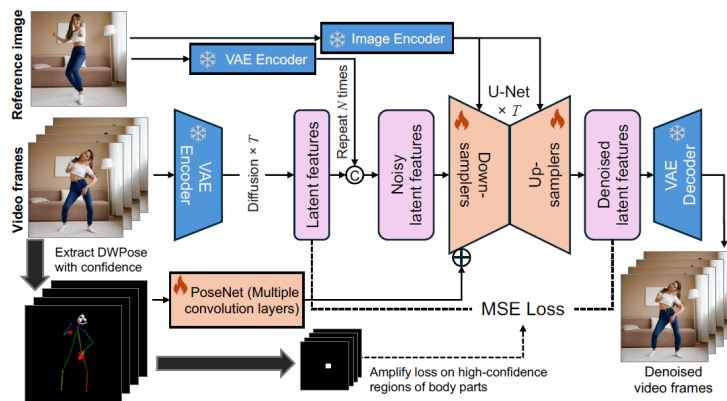 Reference image
VAE Encoder
Image Encoder
Repeat N times
U-Net
× T
Video frames
VAE
Encoder
Diffusion × T
Latent features
C
Noisy
latent features
Down-
samplers
Up-
samplers
Denoised
latent features
VAE
Decoder
Extract DWPose
with confidence
PoseNet (Multiple
convolution layers)
MSE Loss
Amplify loss on high-confidence
regions of body parts
Denoised
video frames